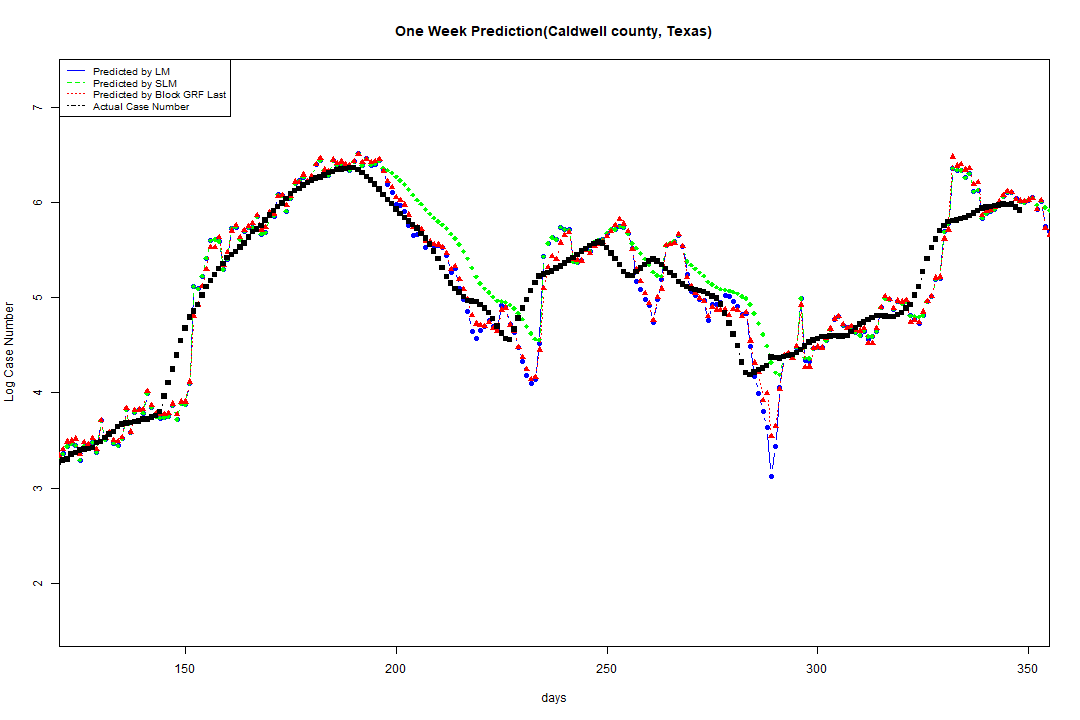 One Week Prediction(Caldwell county, Texas)
Predicted by LM
Predicted by SLM
Predicted by Block GRF Last
Actual Case Number
Log Case Number
7
6
5
4
3
2
150 200 250 300 350
days